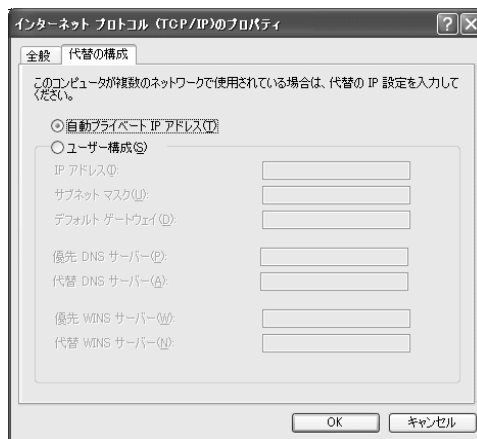 インターネット プロトコル (TCP/IP)のプロパティ
全般 代替の構成
このコンピュータが複数のネットワークで使用されている場合は、代替の IP 設定を入力して
ください。
自動プライベート IP アドレス(T)
ユーザー構成(S)
IP アドレス(I):
サブネット マスク(U):
デフォルト ゲートウェイ(D):
優先 DNS サーバー(P):
代替 DNS サーバー(A):
優先 WINS サーバー(W):
代替 WINS サーバー(N):
OK キャンセル